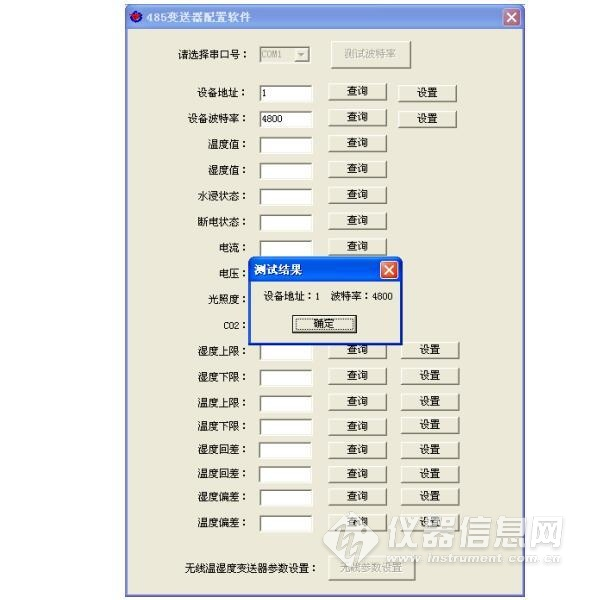 485变送器配置软件
请选择串口号： COM1 测试波特率
设备地址： 1 查询 设置
设备波特率： 4800 查询 设置
温度值： 查询
湿度值： 查询
水浸状态： 查询
断电状态： 查询
电流： 查询
电压：
光照度：
CO2：
测试结果
设备地址：1 波特率：4800
确定
湿度上限： 查询 设置
湿度下限： 查询 设置
温度上限： 查询 设置
温度下限： 查询 设置
湿度回差： 查询 设置
温度回差： 查询 设置
湿度偏差： 查询 设置
温度偏差： 查询 设置
无线温湿度变送器参数设置： 无线参数设置
仪器信息网
www.instrument.com.cn